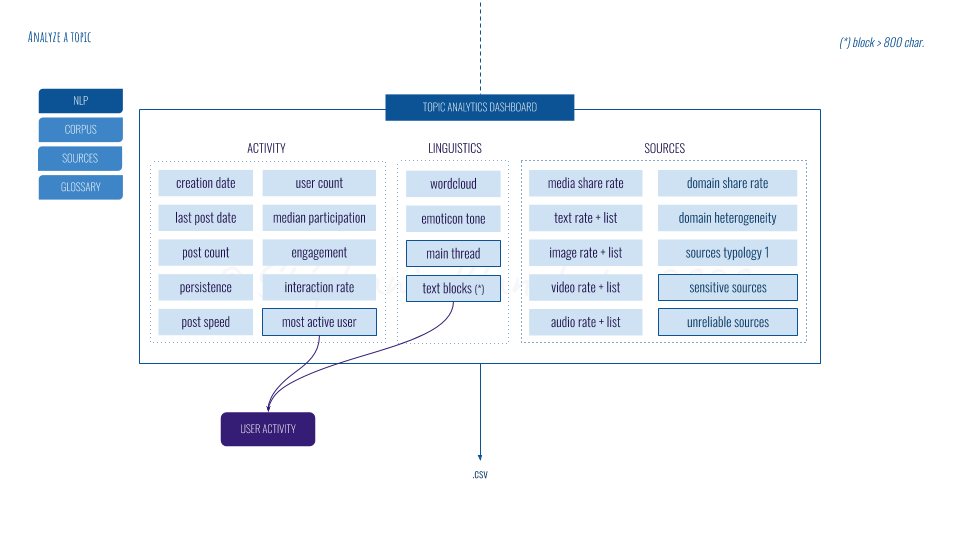 ANALYZE A TOPIC
(*) block > 800 char.
NLP
CORPUS
SOURCES
GLOSSARY
TOPIC ANALYTICS DASHBOARD
ACTIVITY
creation date
user count
last post date
median participation
post count
engagement
persistence
interaction rate
post speed
most active user
LINGUISTICS
wordcloud
emoticon tone
main thread
text blocks (*)
SOURCES
media share rate
domain share rate
text rate + list
domain heterogeneity
image rate + list
sources typology 1
video rate + list
sensitive sources
audio rate + list
unreliable sources
USER ACTIVITY
.csv